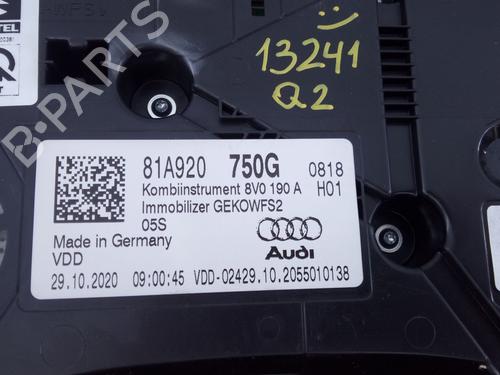 13241
Q2
81A920 750G 0818
Kombiinstrument 8V0 190 A H01
Immobilizer GEKOWFS2
05S
Made in Germany
VDD
Audi
29.10.2020 09:00:45 VDD-02429.10.2055010138
B-PARTS